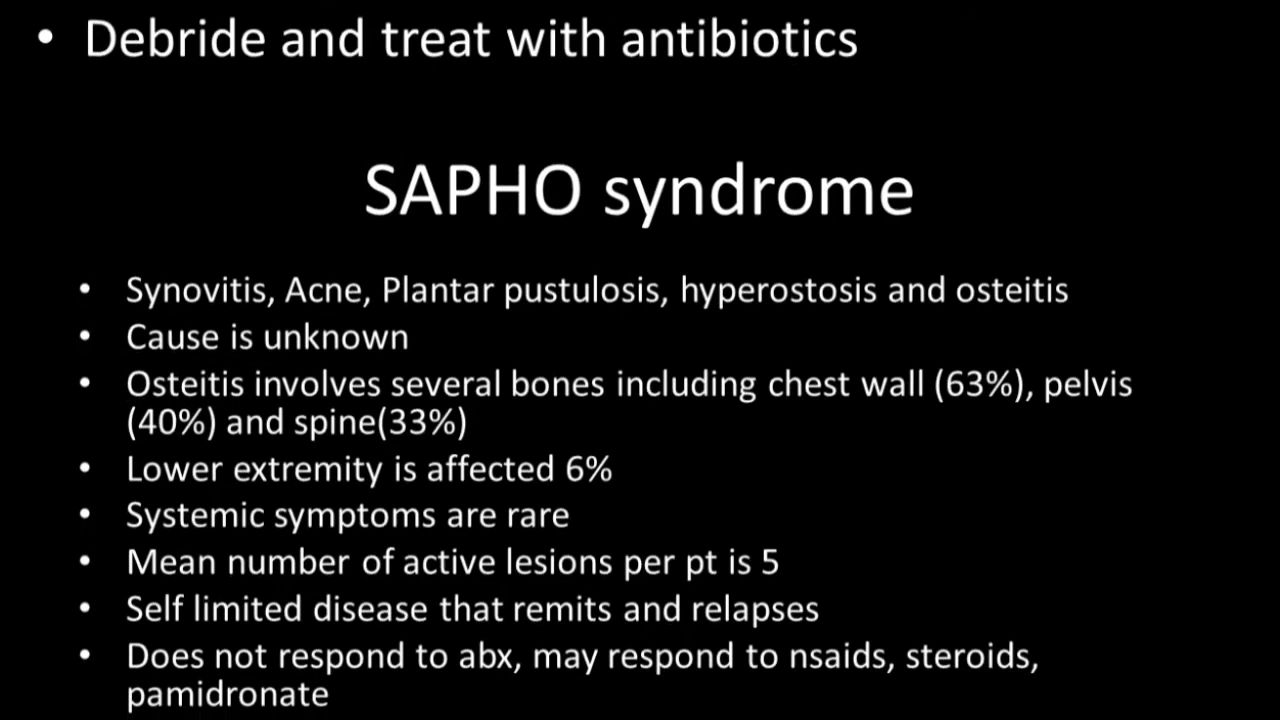 • Debride and treat with antibiotics
SAPHO syndrome
• Synovitis, Acne, Plantar pustulosis, hyperostosis and osteitis
• Cause is unknown
• Osteitis involves several bones including chest wall (63%), pelvis
(40%) and spine(33%)
• Lower extremity is affected 6%
• Systemic symptoms are rare
• Mean number of active lesions per pt is 5
• Self limited disease that remits and relapses
• Does not respond to abx, may respond to nsaids, steroids,
pamidronate